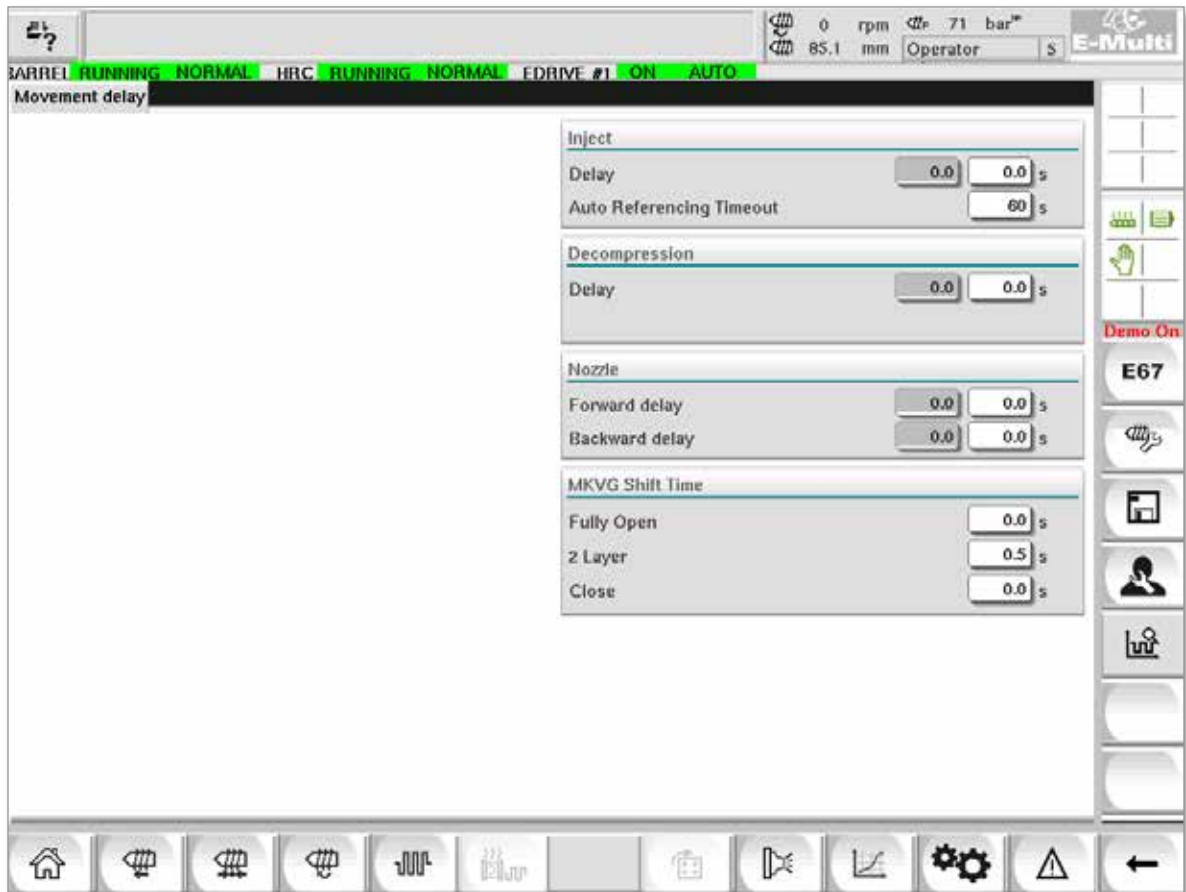 ?
0 rpm P 71 bar
85.1 mm Operator S
E-Multi
BARREL RUNNING NORMAL HRC RUNNING NORMAL EDRIVE #1 ON AUTO
Movement delay
Inject
Delay 0.0 0.0 s
Auto Referencing Timeout 60 s
Decompression
Delay 0.0 0.0 s
Demo On
E67
Nozzle
Forward delay 0.0 0.0 s
Backward delay 0.0 0.0 s
MKVG Shift Time
Fully Open 0.0 s
2 Layer 0.5 s
Close 0.0 s